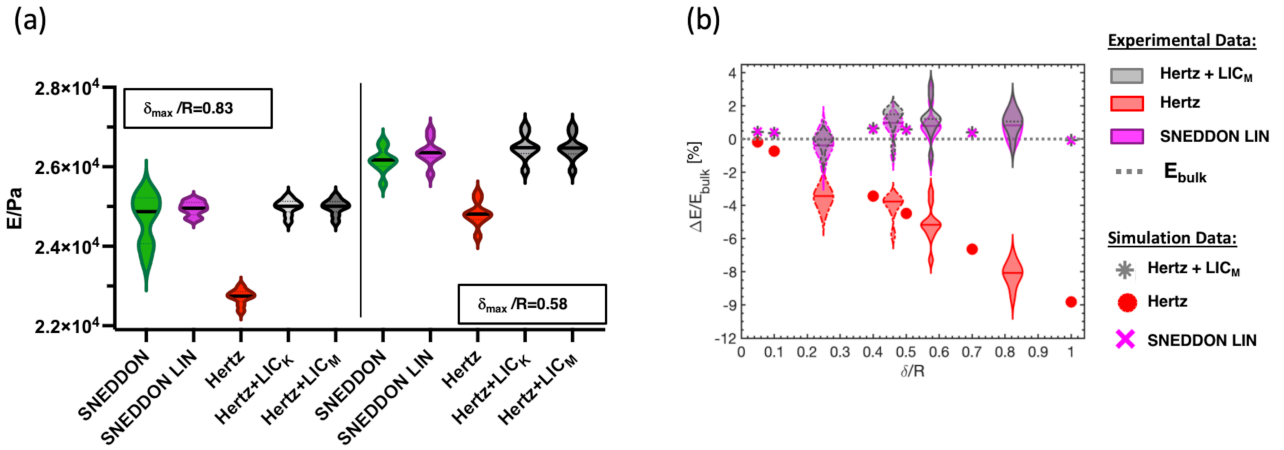 (a)
E/Pa
2.8×10⁴
2.6×10⁴
2.4×10⁴
2.2×10⁴
δmax /R=0.83
δmax /R=0.58
SNEDDON
SNEDDON LIN
Hertz
Hertz+LICK
Hertz+LICM
SNEDDON
SNEDDON LIN
Hertz
Hertz+LICK
Hertz+LICM
(b)
ΔE/Ebulk [%]
4
2
0
-2
-4
-6
-8
-9
-12
0 0.1 0.2 0.3 0.4 0.5 0.6 0.7 0.8 0.9 1
δ/R
Experimental Data:
Hertz + LICM
Hertz
SNEDDON LIN
Ebulk
Simulation Data:
Hertz + LICM
Hertz
SNEDDON LIN